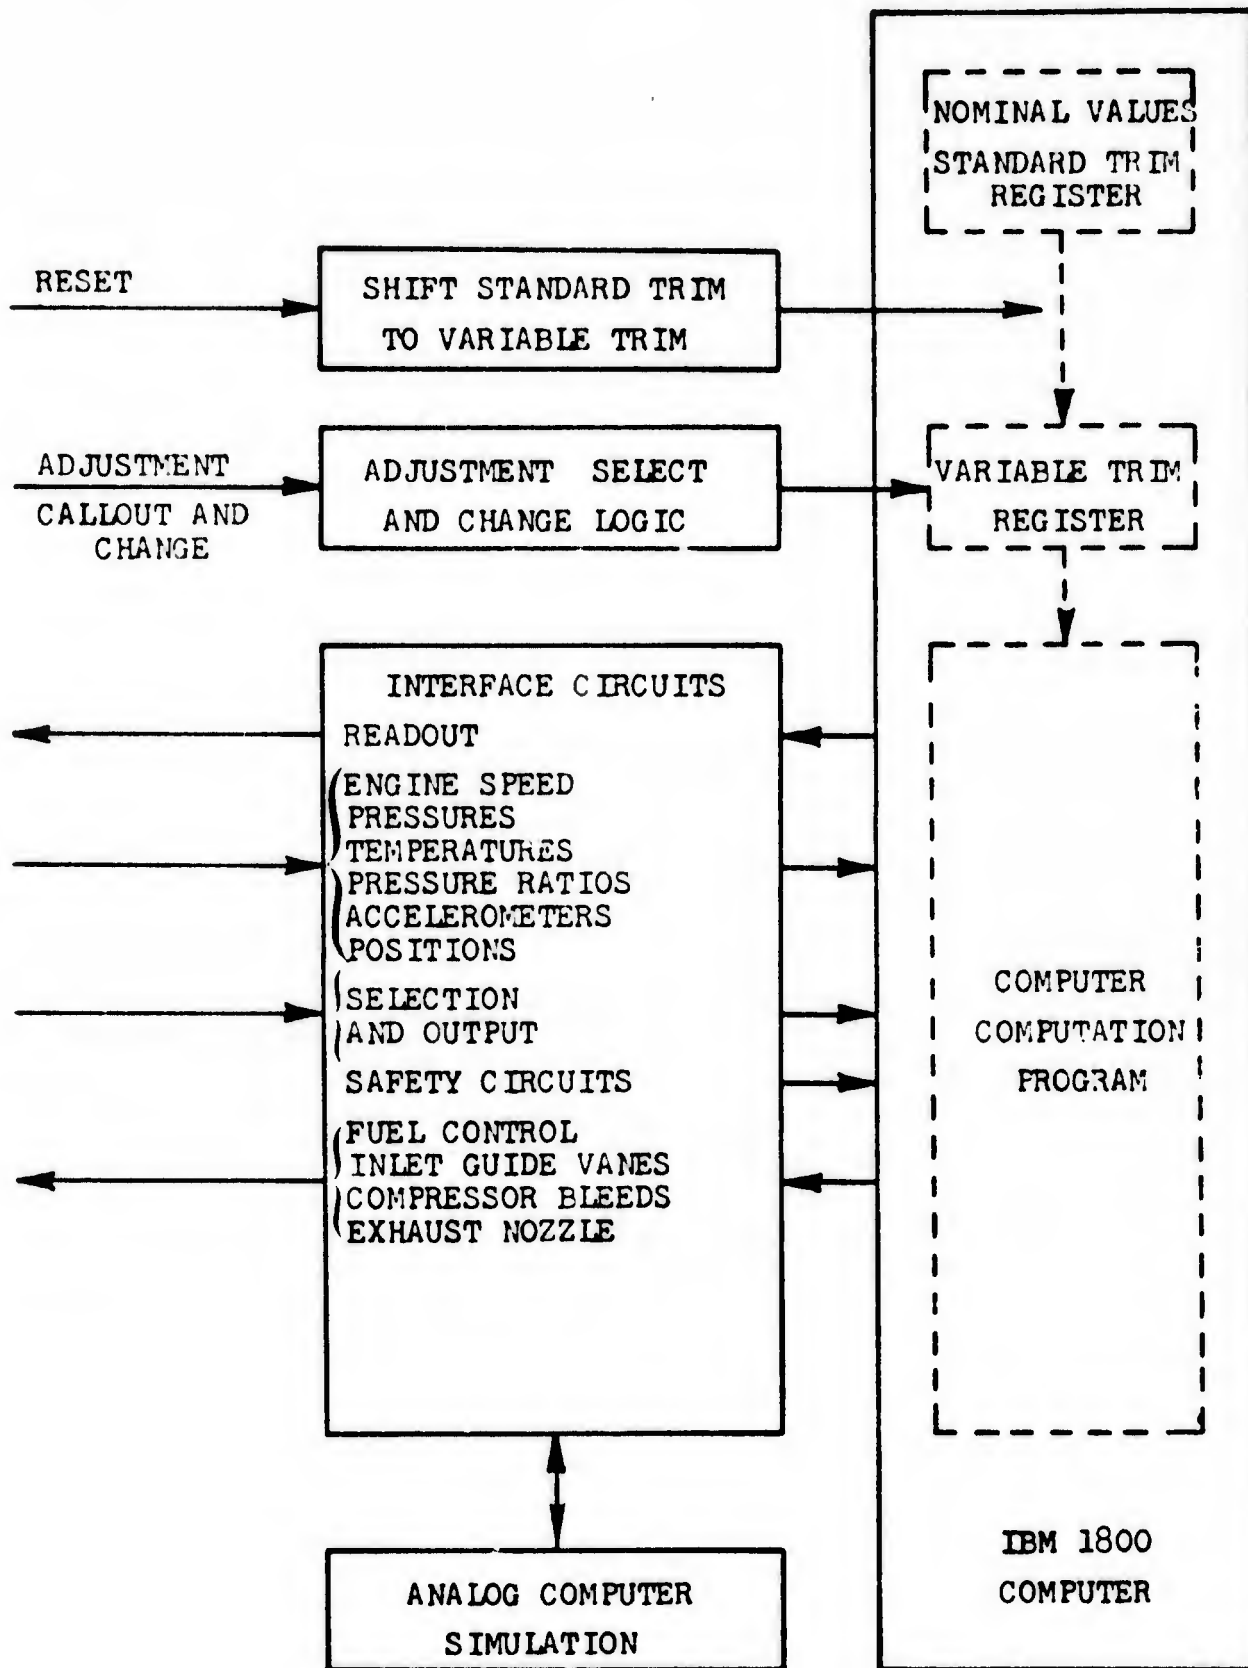 NOMINAL VALUES
STANDARD TRIM
REGISTER
RESET
SHIFT STANDARD TRIM
TO VARIABLE TRIM
ADJUSTMENT
CALLOUT AND
CHANGE
ADJUSTMENT SELECT
AND CHANGE LOGIC
VARIABLE TRIM
REGISTER
INTERFACE CIRCUITS
READOUT
ENGINE SPEED
PRESSURES
TEMPERATURES
PRESSURE RATIOS
ACCELEROMETERS
POSITIONS
SELECTION
AND OUTPUT
SAFETY CIRCUITS
FUEL CONTROL
INLET GUIDE VANES
COMPRESSOR BLEEDS
EXHAUST NOZZLE
COMPUTER
COMPUTATION
PROGRAM
IBM 1800
COMPUTER
ANALOG COMPUTER
SIMULATION